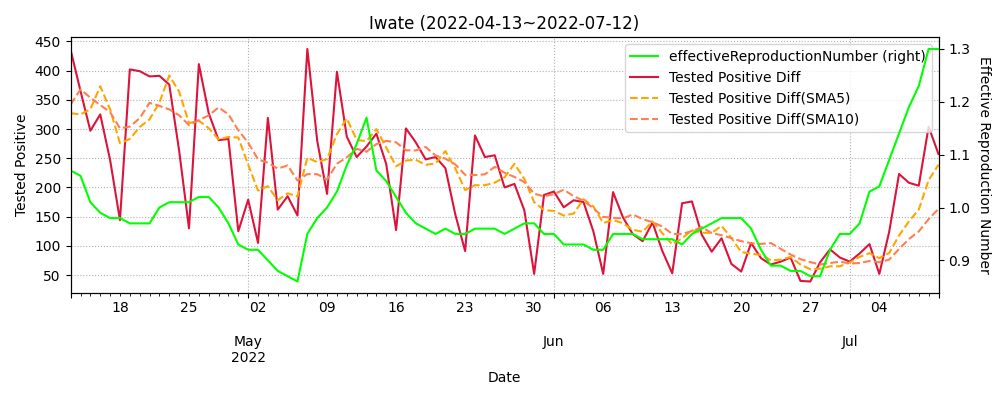 Iwate (2022-04-13~2022-07-12)
450
400
350
300
250
200
150
100
50
Tested Positive
1.3
1.2
1.1
1.0
0.9
Effective Reproduction Number
effectiveReproductionNumber (right)
Tested Positive Diff
Tested Positive Diff(SMA5)
Tested Positive Diff(SMA10)
18 25 02 09 16 23 30 06 13 20 27 04
May Jun Jul
2022
Date